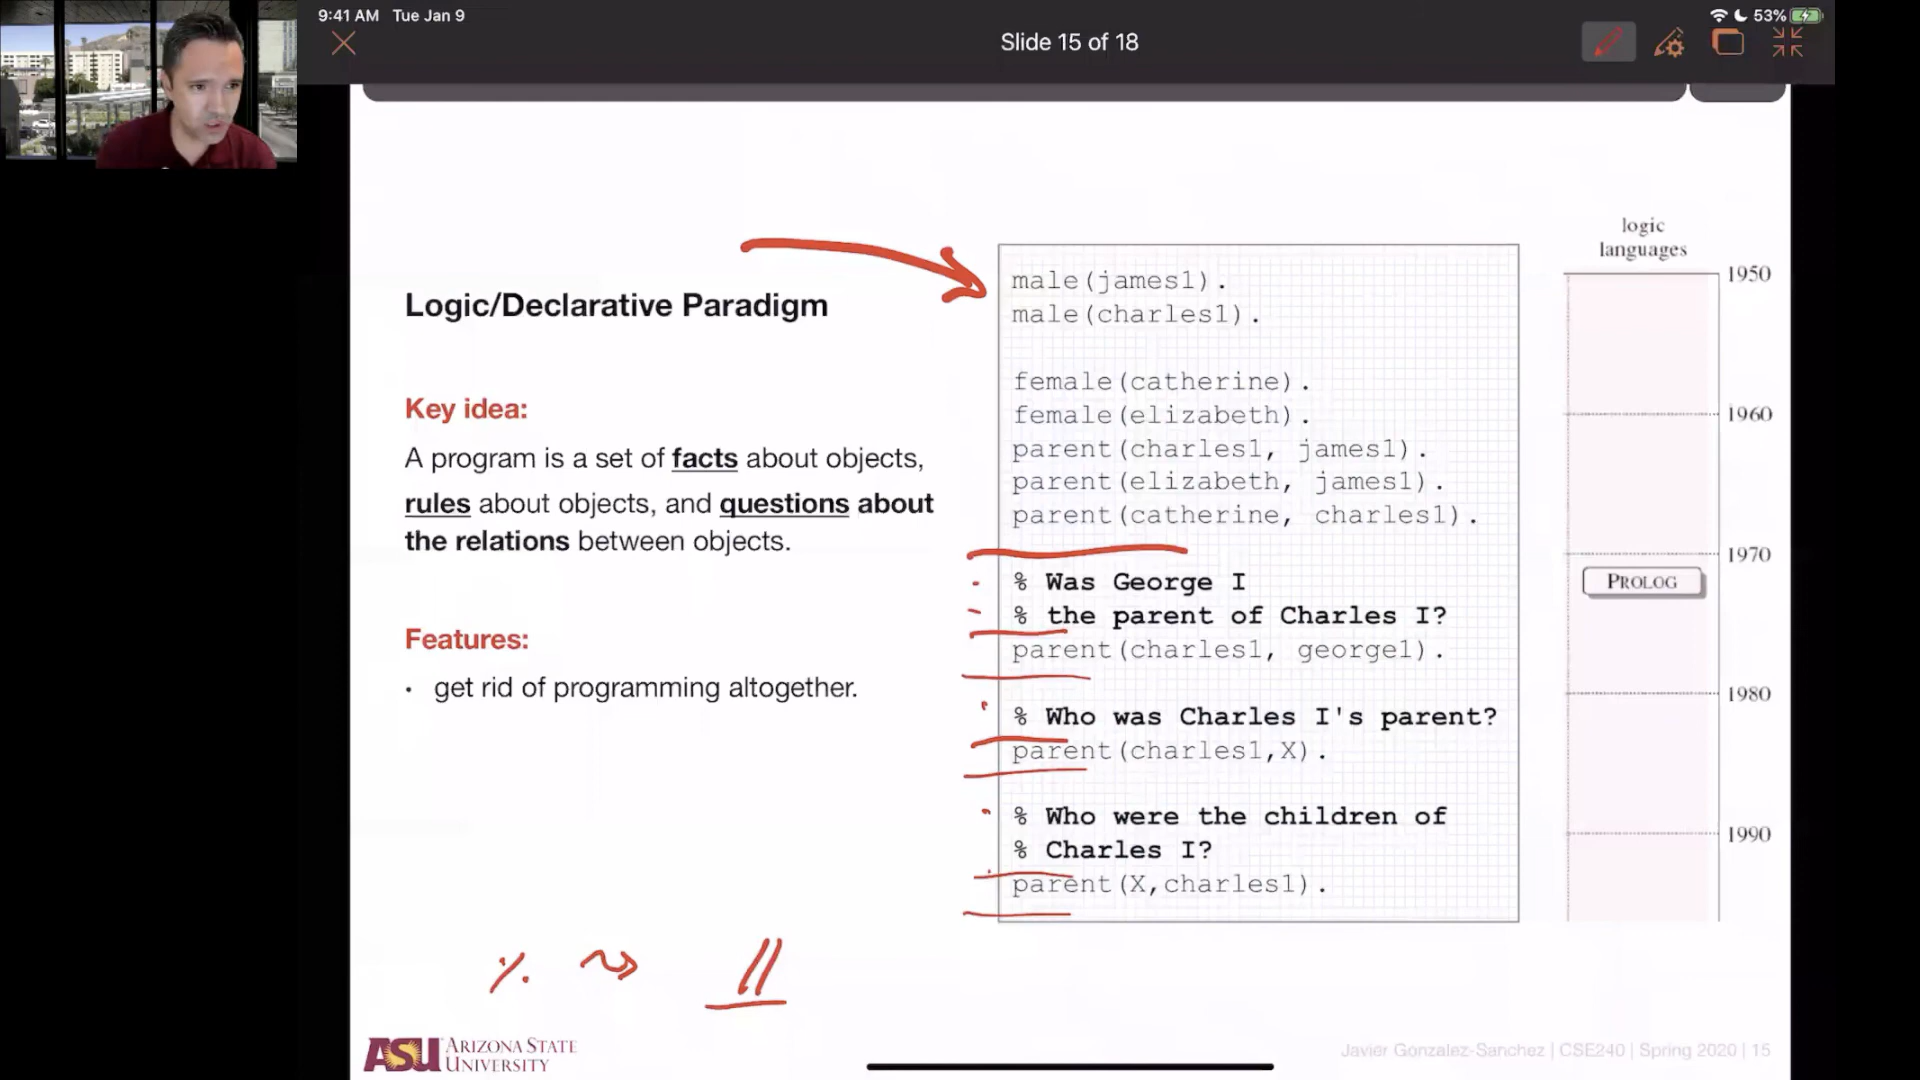 9:41 AM Tue Jan 9
53%
Slide 15 of 18
Logic/Declarative Paradigm
Key idea:
A program is a set of facts about objects,
rules about objects, and questions about
the relations between objects.
Features:
• get rid of programming altogether.
male(james1).
male(charles1).
female(catherine).
female(elizabeth).
parent(charles1, james1).
parent(elizabeth, james1).
parent(catherine, charles1).
% Was George I
% the parent of Charles I?
parent(charles1, george1).
% Who was Charles I's parent?
parent(charles1,X).
% Who were the children of
% Charles I?
parent(X,charles1).
logic
languages
1950
1960
1970
PROLOG
1980
1990
% ⤳ //
ASU ARIZONA STATE
UNIVERSITY
Javier Gonzalez-Sanchez | CSE240 | Spring 2020 | 15